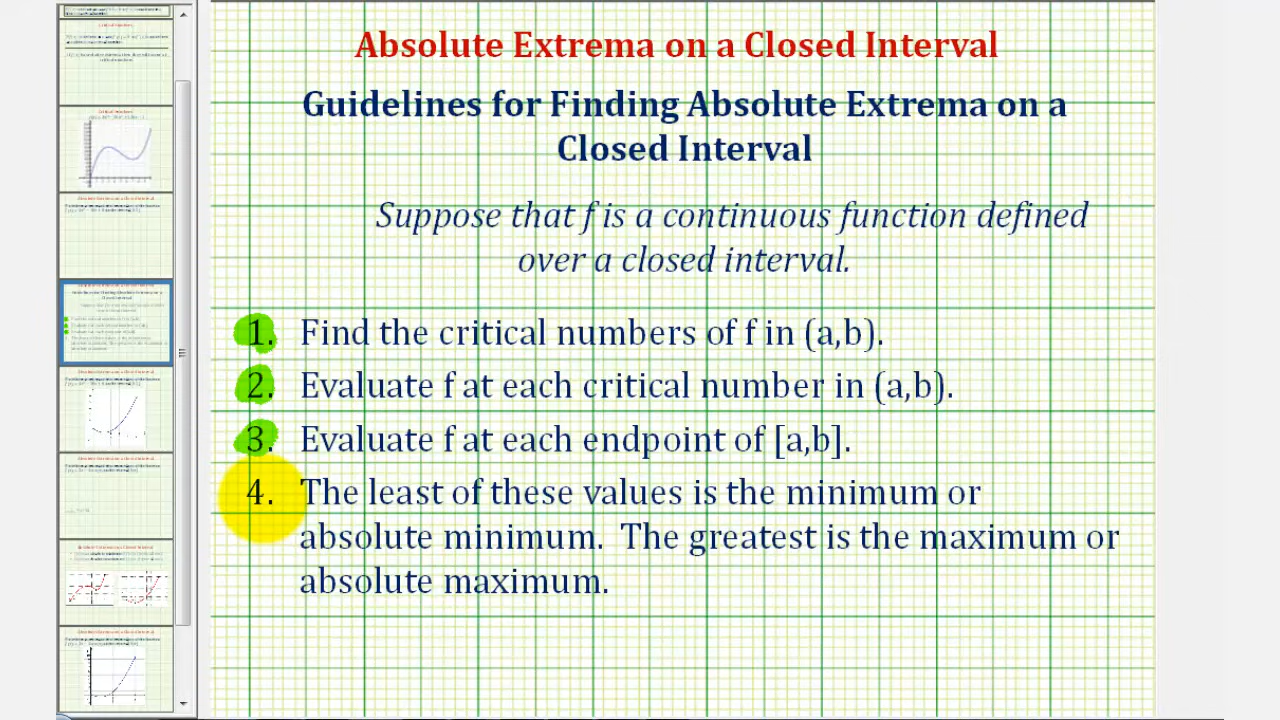 Absolute Extrema on a Closed Interval
Guidelines for Finding Absolute Extrema on a
Closed Interval
Suppose that f is a continuous function defined
over a closed interval.
1. Find the critical numbers of f in (a,b).
2. Evaluate f at each critical number in (a,b).
3. Evaluate f at each endpoint of [a,b].
4. The least of these values is the minimum or
absolute minimum. The greatest is the maximum or
absolute maximum.